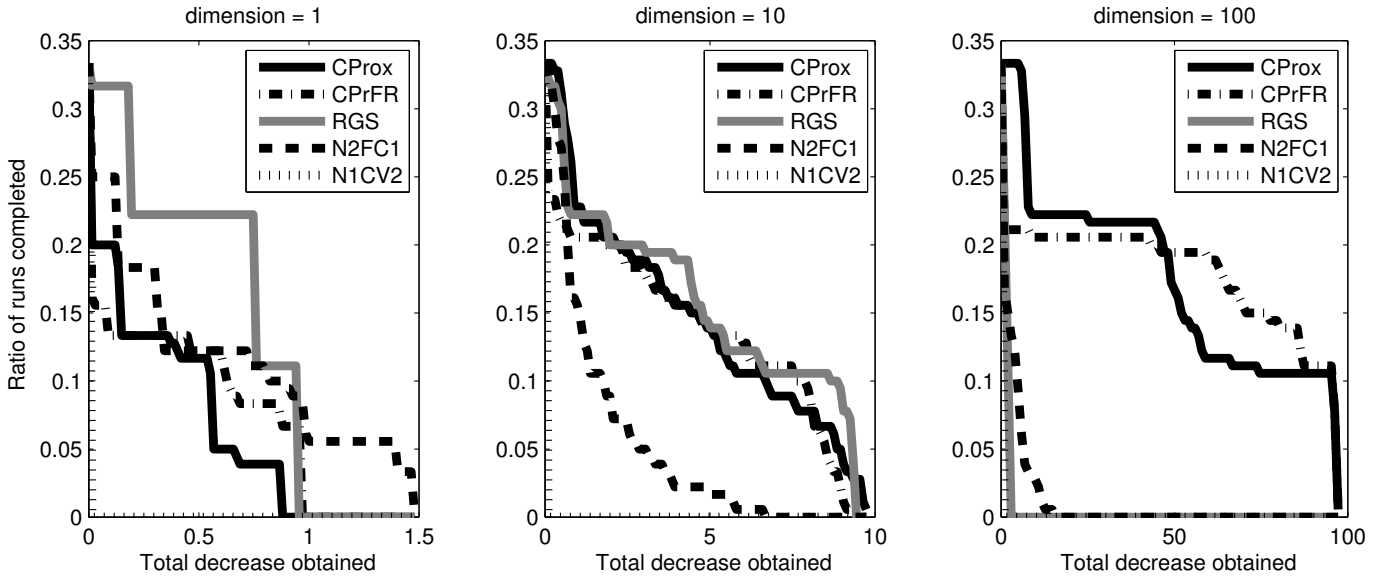 dimension = 1
0.35
0.3
0.25
0.2
0.15
0.1
0.05
0
Ratio of runs completed
CProx
CPrFR
RGS
N2FC1
N1CV2
0 0.5 1 1.5
Total decrease obtained
dimension = 10
0.35
0.3
0.25
0.2
0.15
0.1
0.05
0
CProx
CPrFR
RGS
N2FC1
N1CV2
0 5 10
Total decrease obtained
dimension = 100
0.35
0.3
0.25
0.2
0.15
0.1
0.05
0
CProx
CPrFR
RGS
N2FC1
N1CV2
0 50 100
Total decrease obtained